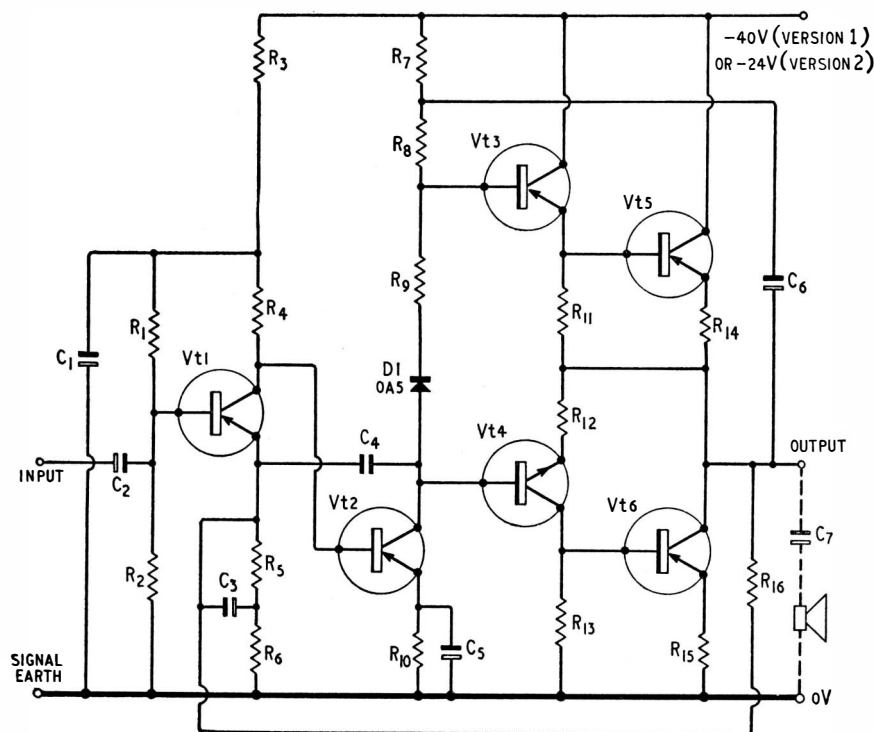 -40V (VERSION 1)
OR -24V (VERSION 2)
R3
R7
R8
Vt3
Vt5
R9
R1
R4
R11
R14
C6
C1
Vt1
D1
OA5
R12
C4
Vt4
OUTPUT
INPUT
C2
Vt2
Vt6
C7
R2
C3
R5
R16
R6
R10
C5
R13
R15
SIGNAL
EARTH
0V